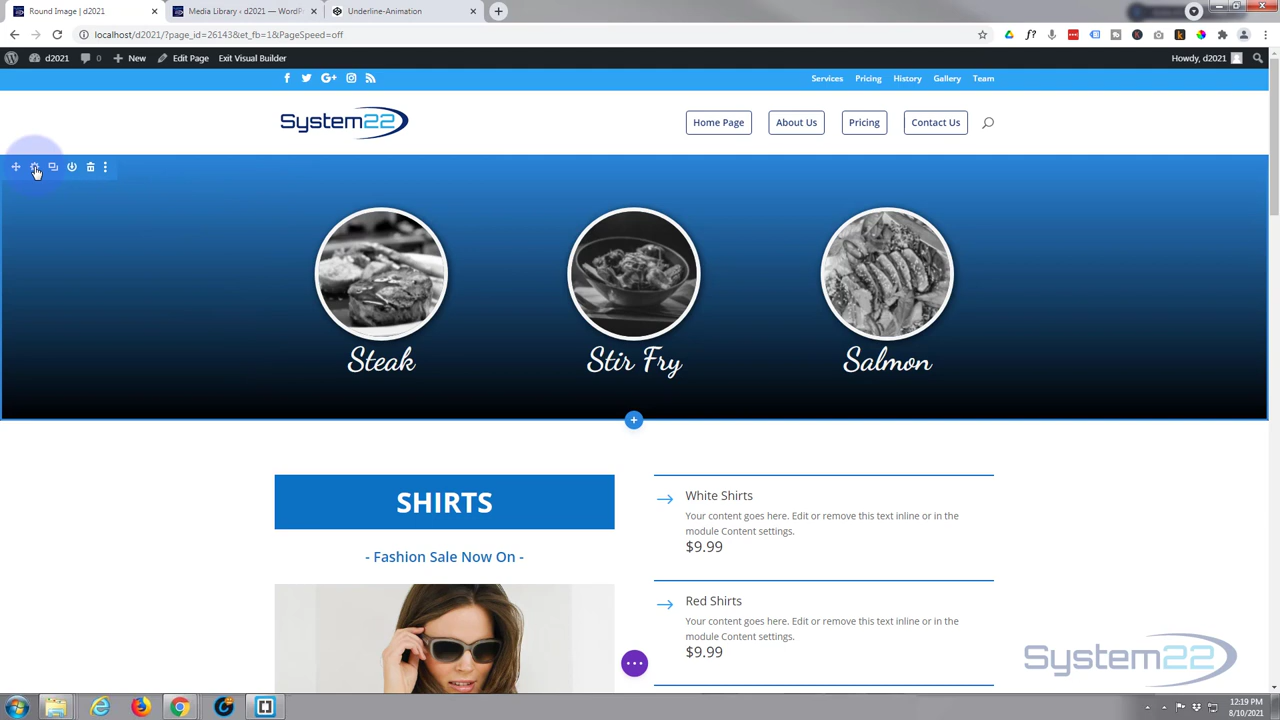 Round Image | d2021
Media Library ‹ d2021 — WordPr
Underline-Animation
localhost/d2021/?page_id=26143&et_fb=1&PageSpeed=off
d2021
0
New
Edit Page
Exit Visual Builder
Howdy, d2021
Services
Pricing
History
Gallery
Team
System22
Home Page
About Us
Pricing
Contact Us
Steak
Stir Fry
Salmon
SHIRTS
- Fashion Sale Now On -
White Shirts
Your content goes here. Edit or remove this text inline or in the
module Content settings.
$9.99
Red Shirts
Your content goes here. Edit or remove this text inline or in the
module Content settings.
$9.99
System22
12:19 PM
8/10/2021